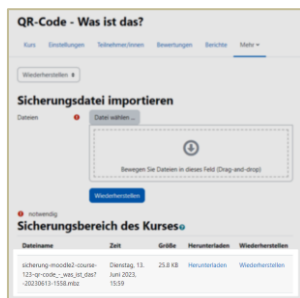 QR-Code - Was ist das?
Kurs Einstellungen Teilnehmer/innen Bewertungen Berichte Mehr
Wiederherstellen
Sicherungsdatei importieren
Dateien Datei wählen ...
Bewegen Sie Dateien in dieses Feld (Drag-and-drop)
Wiederherstellen
notwendig
Sicherungsbereich des Kurses
Dateiname Zeit Größe Herunterladen Wiederherstellen
sicherung-moodle2-course- Dienstag, 13. 25.8 KB Herunterladen Wiederherstellen
123-qr-code_-_was_ist_das? Juni 2023,
-20230613-1558.mbz 15:59